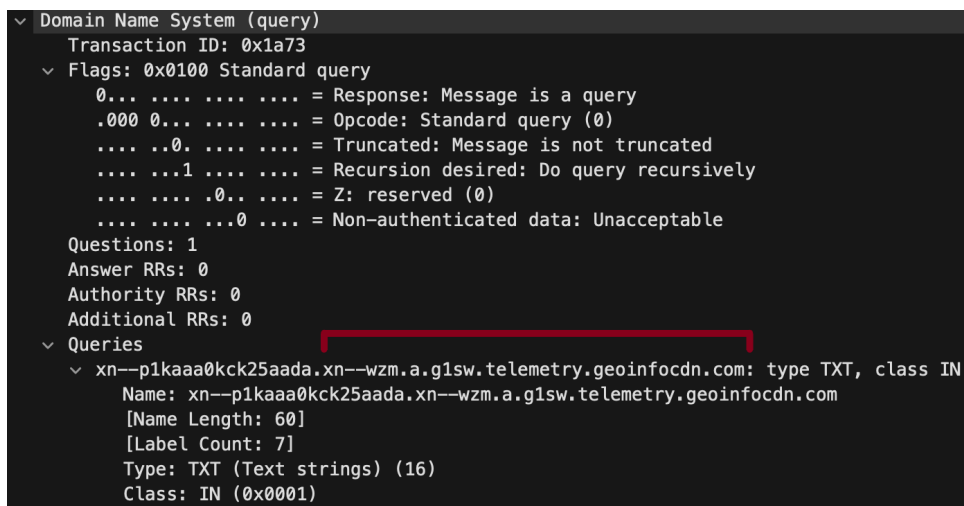 Domain Name System (query)
Transaction ID: 0x1a73
Flags: 0x0100 Standard query
0... .... .... .... = Response: Message is a query
.000 0... .... .... = Opcode: Standard query (0)
.... ..0. .... .... = Truncated: Message is not truncated
.... ...1 .... .... = Recursion desired: Do query recursively
.... .... .0.. .... = Z: reserved (0)
.... .... ...0 .... = Non-authenticated data: Unacceptable
Questions: 1
Answer RRs: 0
Authority RRs: 0
Additional RRs: 0
Queries
xn--p1kaaa0kck25aada.xn--wzm.a.g1sw.telemetry.geoinfocdn.com: type TXT, class IN
Name: xn--p1kaaa0kck25aada.xn--wzm.a.g1sw.telemetry.geoinfocdn.com
[Name Length: 60]
[Label Count: 7]
Type: TXT (Text strings) (16)
Class: IN (0x0001)